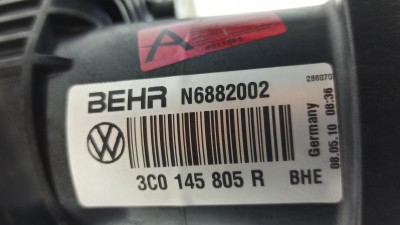 A
BEHR N6882002
3C0 145 805 R BHE
Germany
08.05.10 08:36